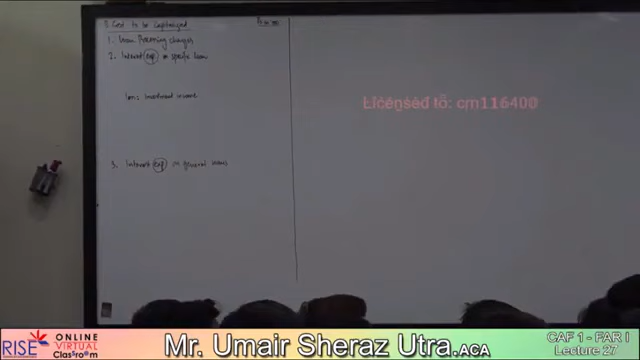 Cost to be Capitalized
1. Loan Processing charges
2. Interest exp on specific loan
Less: Investment income
3. Interest exp on general loans
Licensed to: cm116400
RISE
ONLINE
VIRTUAL
Classroom
Mr. Umair Sheraz Utra.ACA
CAF 1 - FAR I
Lecture 27